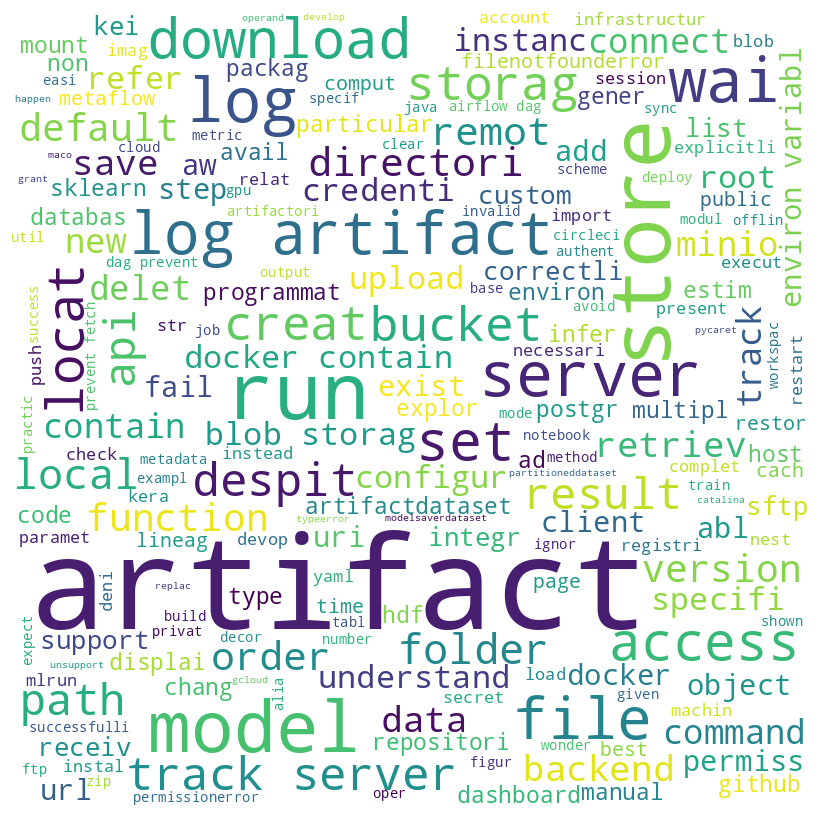 operand
develop
kei
download
account
infrastructur
mount
imag
instanc
connect
blob
non
easi
log
packag
filenotfounderror
wai
refer
storag
session
gener
happen
metaflow
comput
specif
java
airflow dag
sync
environ variabl
default
metric
particular
remot
list
cloud
clear
add
explicitli
maco
save
aw
avail
directori
scheme
store
root
grant
sklearn
step
gpu
relat
credenti
custom
deploy
public
databas
artifactori
invalid
import
modul
offlin
util
new
log artifact
circleci
minio
dag prevent
authent
correctli
execut
output
delet
programmat
upload
base
environ
present
estim
success
prevent fetch
api
str
job
creat
bucket
avoid
infer
track
pycaret
workspac
restart
push
locat
docker contain
necessari
server
practic
fail
run
exist
explor
mode
postgr
multipl
restor
contain
blob storag
set
notebook
retriev
host
check
metadata
instead
ad
method
local
exampl
despit
configur
partitioneddataset
complet
cach
kera
result
train
sftp
code
function
artifactdataset
catalina
typeerror
modelsaverdataset
client
abl
nest
paramet
lineag
devop
uri
integr
ignor
registri
artifact
version
deni
replac
yaml
page
type
time
hdf
specifi
expect
build
tabl
shown
support
privat
decor
number
order
folder
docker
access
unsupport
displai
understand
load
mlrun
gcloud
object
path
chang
alia
secret
given
successfulli
model
data
file
machin
command
receiv
repositori
wonder
best
ftp
instal
track server
figur
backend
permiss
zip
github
url
permissionerror
oper
dashboard
manual